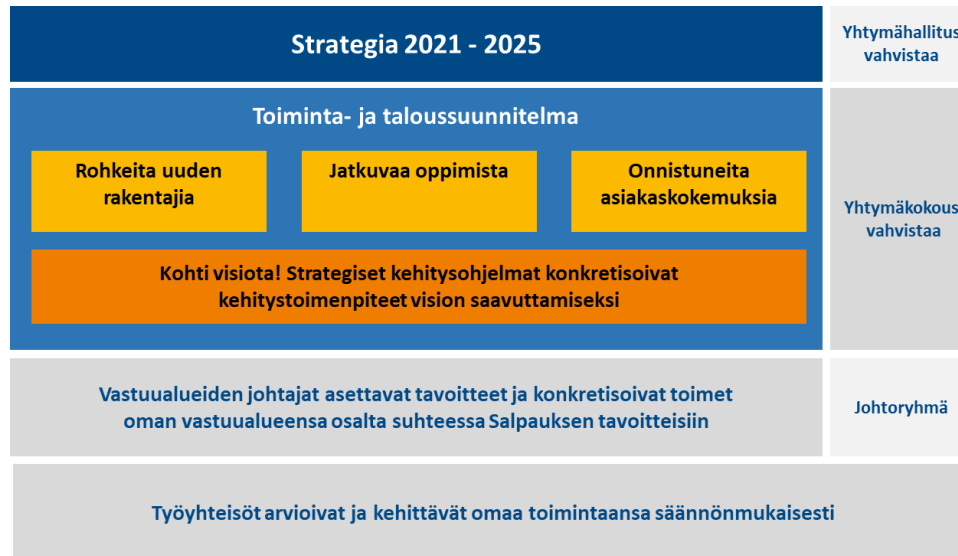 Strategia 2021 - 2025
Yhtymähallitus
vahvistaa
Toiminta- ja taloussuunnitelma
Rohkeita uuden
rakentajia
Jatkuvaa oppimista
Onnistuneita
asiakaskokemuksia
Kohti visiota! Strategiset kehitysohjelmat konkretisoivat
kehitystoimenpiteet vision saavuttamiseksi
Yhtymäkokous
vahvistaa
Vastuualueiden johtajat asettavat tavoitteet ja konkretisoivat toimet
oman vastuualueensa osalta suhteessa Salpauksen tavoitteisiin
Johtoryhmä
Työyhteisöt arvioivat ja kehittävät omaa toimintaansa säännönmukaisesti